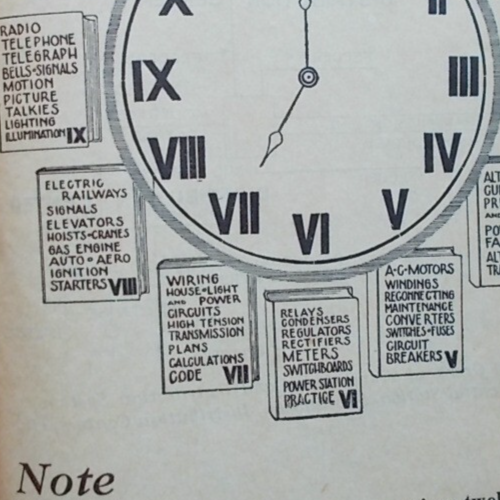 X
II
IX
III
VIII
IV
VII
VI
V
RADIO
TELEPHONE
TELEGRAPH
BELLS-SIGNALS
MOTION
PICTURE
TALKIES
LIGHTING
ILLUMINATION IX
ELECTRIC
RAILWAYS
SIGNALS
ELEVATORS
HOISTS-CRANES
GAS ENGINE
AUTO • AERO
IGNITION
STARTERS VIII
WIRING
HOUSE-LIGHT
AND POWER
CIRCUITS
HIGH TENSION
TRANSMISSION
PLANS
CALCULATIONS
CODE VII
RELAYS
CONDENSERS
REGULATORS
RECTIFIERS
METERS
SWITCHBOARDS
POWER STATION
PRACTICE VI
A-C-MOTORS
WINDINGS
RECONNECTING
MAINTENANCE
CONVERTERS
SWITCHES-FUSES
CIRCUIT
BREAKERS V
ALT
Note